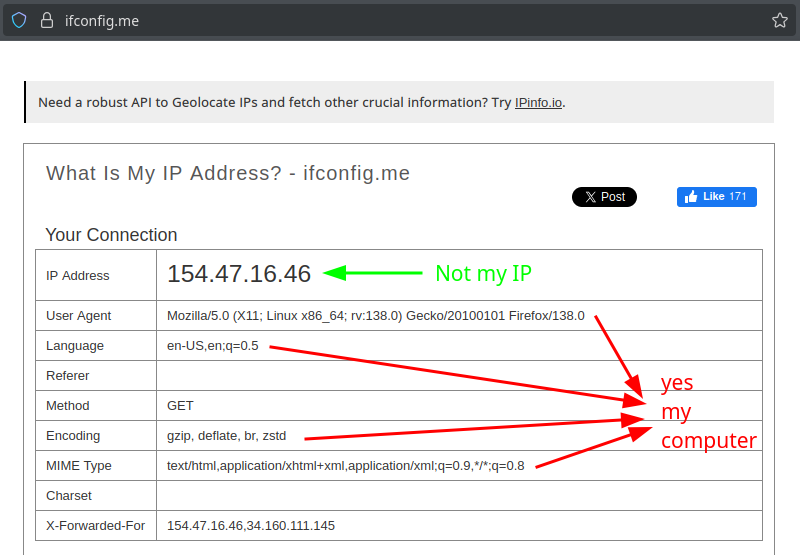 ifconfig.me
Need a robust API to Geolocate IPs and fetch other crucial information? Try IPinfo.io.
What Is My IP Address? - ifconfig.me
X Post
Like 171
Your Connection
IP Address 154.47.16.46 Not my IP
User Agent Mozilla/5.0 (X11; Linux x86_64; rv:138.0) Gecko/20100101 Firefox/138.0
Language en-US,en;q=0.5
Referer
yes
Method GET
my
Encoding gzip, deflate, br, zstd
computer
MIME Type text/html,application/xhtml+xml,application/xml;q=0.9,*/*;q=0.8
Charset
X-Forwarded-For 154.47.16.46,34.160.111.145